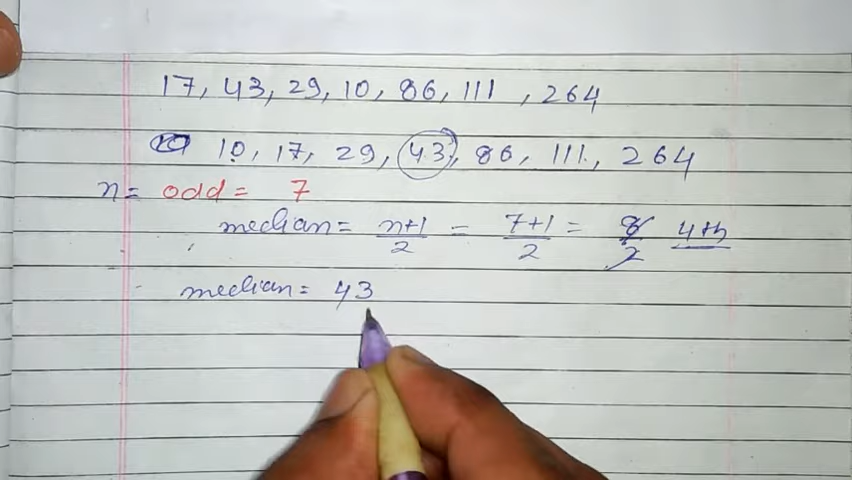 17, 43, 29, 10, 86, 111 , 264
10, 17, 29, 43, 86, 111, 264
n = odd = 7
median = n+1/2 = 7+1/2 = 8/2 4th
median = 43